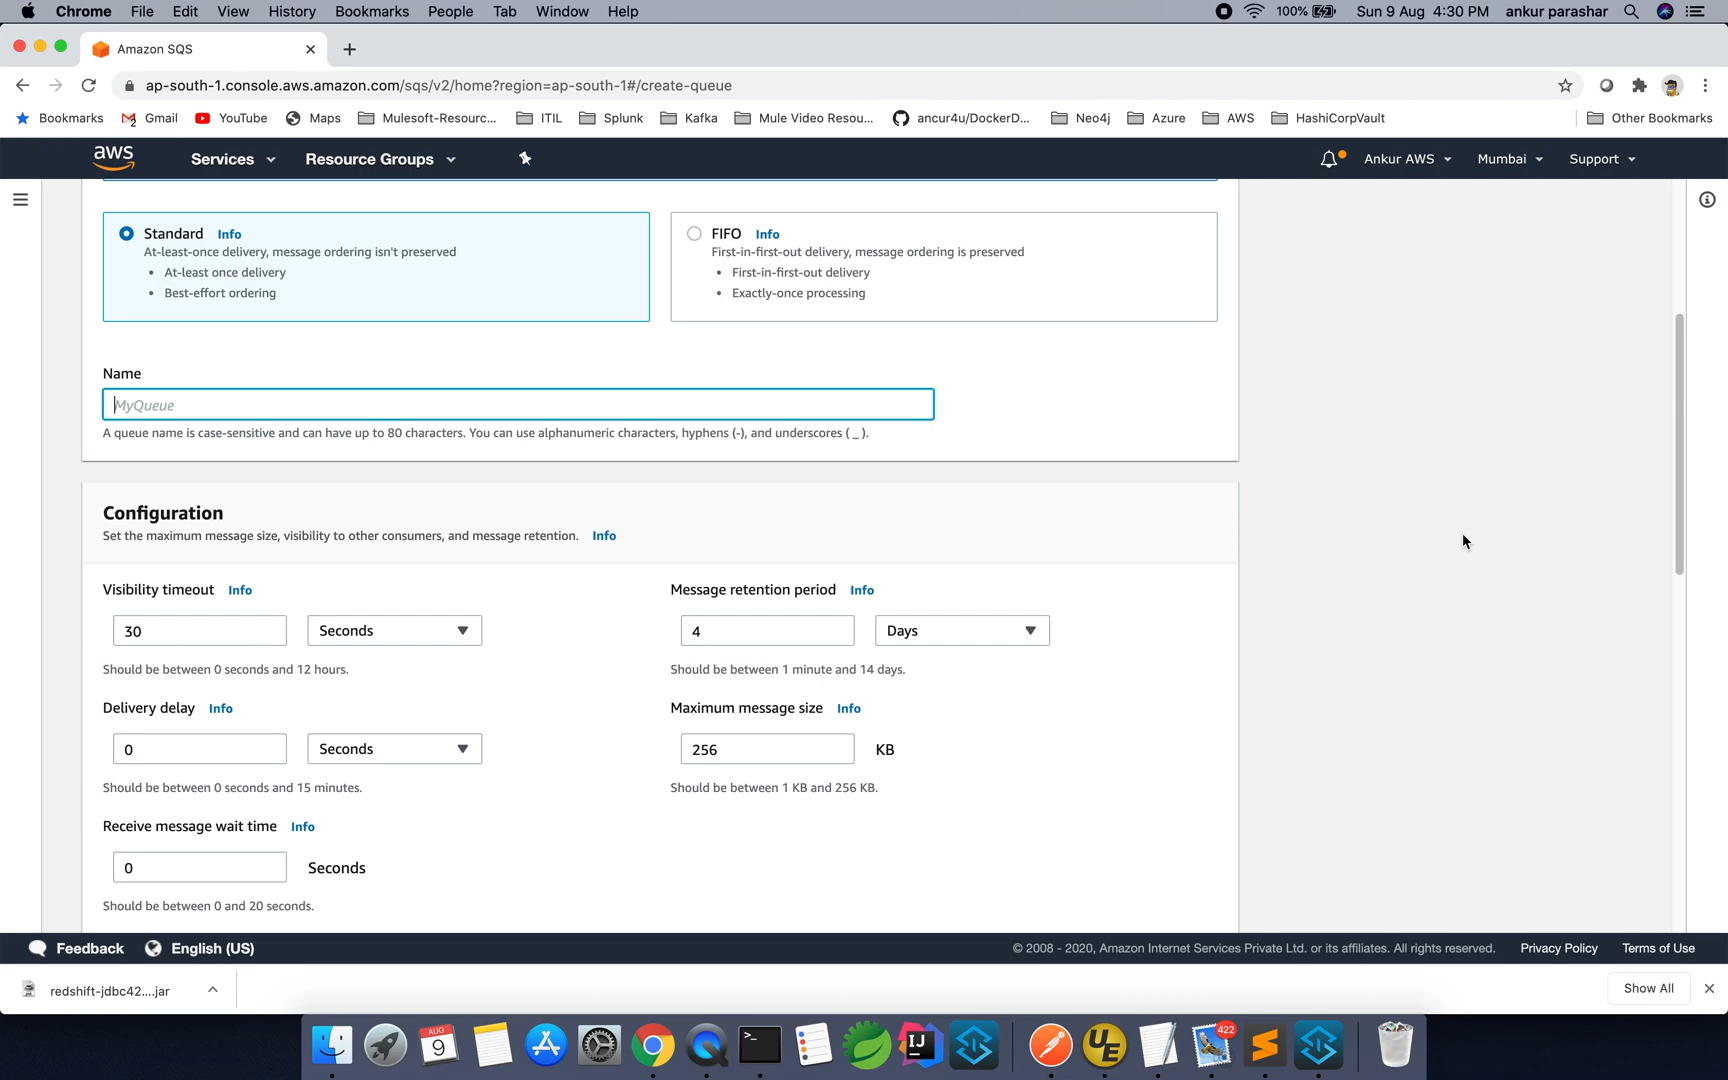 Chrome File Edit View History Bookmarks People Tab Window Help 100% Sun 9 Aug 4:30 PM ankur parashar
Amazon SQS
ap-south-1.console.aws.amazon.com/sqs/v2/home?region=ap-south-1#/create-queue
Bookmarks Gmail YouTube Maps Mulesoft-Resourc... ITIL Splunk Kafka Mule Video Resou... ancur4u/DockerD... Neo4j Azure AWS HashiCorpVault Other Bookmarks
aws Services Resource Groups Ankur AWS Mumbai Support
Standard Info
At-least-once delivery, message ordering isn't preserved
• At-least once delivery
• Best-effort ordering
FIFO Info
First-in-first-out delivery, message ordering is preserved
• First-in-first-out delivery
• Exactly-once processing
Name
MyQueue
A queue name is case-sensitive and can have up to 80 characters. You can use alphanumeric characters, hyphens (-), and underscores ( _ ).
Configuration
Set the maximum message size, visibility to other consumers, and message retention. Info
Visibility timeout Info
30 Seconds
Should be between 0 seconds and 12 hours.
Message retention period Info
4 Days
Should be between 1 minute and 14 days.
Delivery delay Info
0 Seconds
Should be between 0 seconds and 15 minutes.
Maximum message size Info
256 KB
Should be between 1 KB and 256 KB.
Receive message wait time Info
0 Seconds
Should be between 0 and 20 seconds.
Feedback English (US) © 2008 - 2020, Amazon Internet Services Private Ltd. or its affiliates. All rights reserved. Privacy Policy Terms of Use
redshift-jdbc42....jar Show All
AUG
9
>_
IJ
UE
422